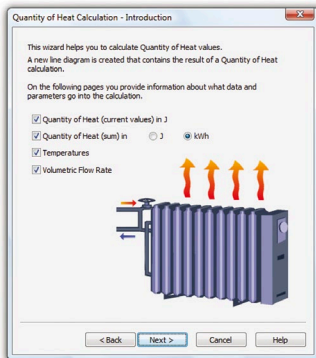 Quantity of Heat Calculation - Introduction
This wizard helps you to calculate Quantity of Heat values.
A new line diagram is created that contains the result of a Quantity of Heat
calculation.
On the following pages you provide information about what data and
parameters go into the calculation.
Quantity of Heat (current values) in J
Quantity of Heat (sum) in J kWh
Temperatures
Volumetric Flow Rate
< Back Next > Cancel Help